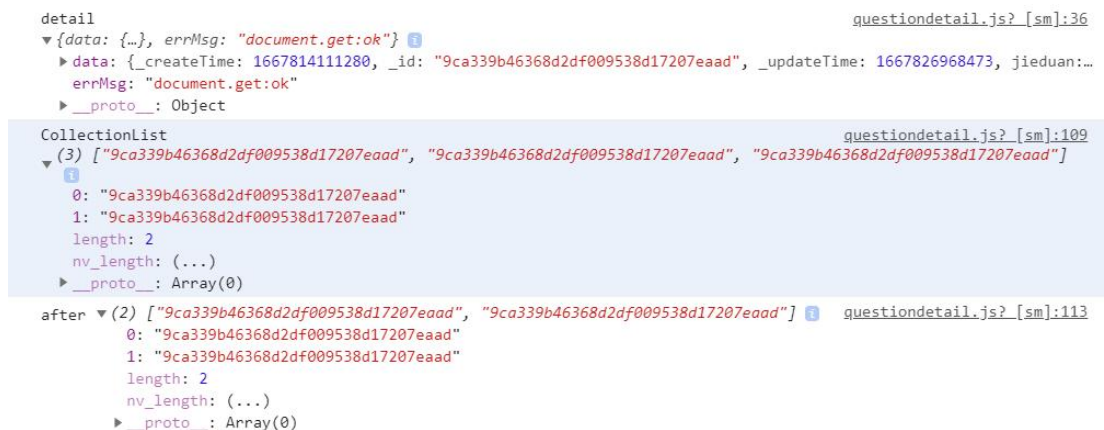 detail questiondetail.js? [sm]:36
▼{data: {…}, errMsg: "document.get:ok"} i
▶data: {_createTime: 1667814111280, _id: "9ca339b46368d2df009538d17207eaad", _updateTime: 1667826968473, jieduan:…
errMsg: "document.get:ok"
▶__proto__: Object
CollectionList questiondetail.js? [sm]:109
▼(3) ["9ca339b46368d2df009538d17207eaad", "9ca339b46368d2df009538d17207eaad", "9ca339b46368d2df009538d17207eaad"]
i
0: "9ca339b46368d2df009538d17207eaad"
1: "9ca339b46368d2df009538d17207eaad"
length: 2
nv_length: (...)
▶__proto__: Array(0)
after ▼(2) ["9ca339b46368d2df009538d17207eaad", "9ca339b46368d2df009538d17207eaad"] i questiondetail.js? [sm]:113
0: "9ca339b46368d2df009538d17207eaad"
1: "9ca339b46368d2df009538d17207eaad"
length: 2
nv_length: (...)
▶__proto__: Array(0)